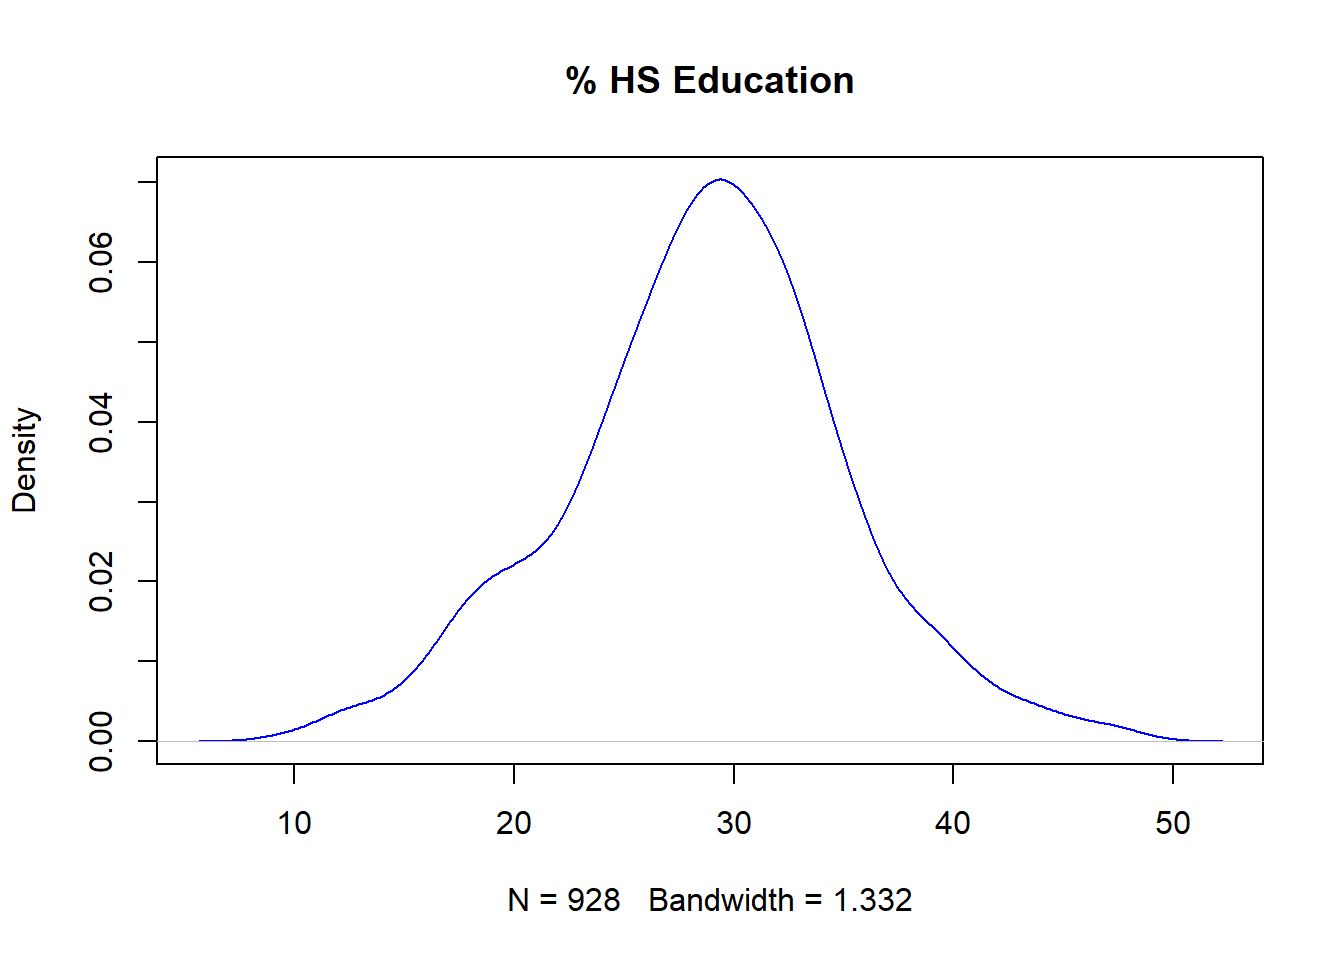 % HS Education
Density
0.00
0.02
0.04
0.06
10 20 30 40 50
N = 928 Bandwidth = 1.332